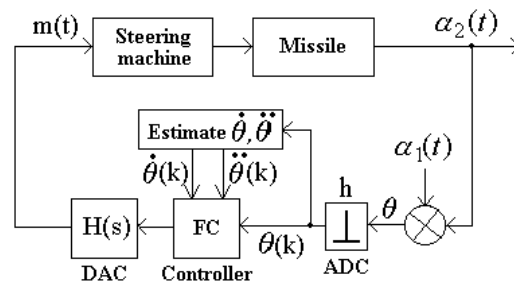 m(t)
Steering
machine
Missile
α₂(t)
Estimate θ̇, θ̈
θ̇(k)
θ̈(k)
α₁(t)
H(s)
DAC
FC
Controller
θ(k)
h
ADC
θ